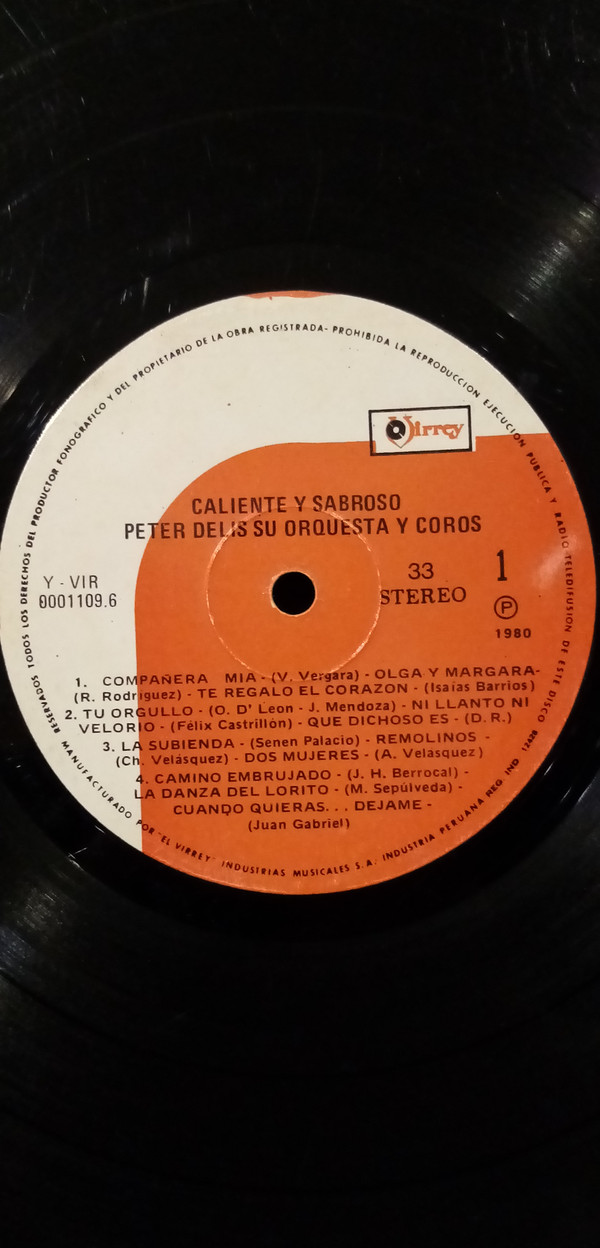 RESERVADOS TODOS LOS DERECHOS DEL PRODUCTOR FONOGRAFICO Y DEL PROPIETARIO DE LA OBRA REGISTRADA- PROHIBIDA LA REPRODUCCION EJECUCION PUBLICA Y RADIO TELEDIFUSION DE ESTE DISCO
Virrey
CALIENTE Y SABROSO
PETER DELIS SU ORQUESTA Y COROS
Y - VIR
0001109.6
33
STEREO
1
P
1980
1. COMPAÑERA MIA - (V. Vergara) - OLGA Y MARGARA-
(R. Rodriguez) - TE REGALO EL CORAZON - (Isaías Barrios)
2. TU ORGULLO - (O. D' Leon - J. Mendoza) - NI LLANTO NI
VELORIO - (Félix Castrillón) - QUE DICHOSO ES - (D. R.)
3. LA SUBIENDA - (Senen Palacio) - REMOLINOS -
(Ch. Velásquez) - DOS MUJERES - (A. Velásquez)
4. CAMINO EMBRUJADO - (J. H. Berrocal) -
LA DANZA DEL LORITO - (M. Sepúlveda) -
CUANDO QUIERAS. . . DEJAME -
(Juan Gabriel)
MANUFACTURADO POR "EL VIRREY" INDUSTRIAS MUSICALES S.A. INDUSTRIA PERUANA REG. IND 12428